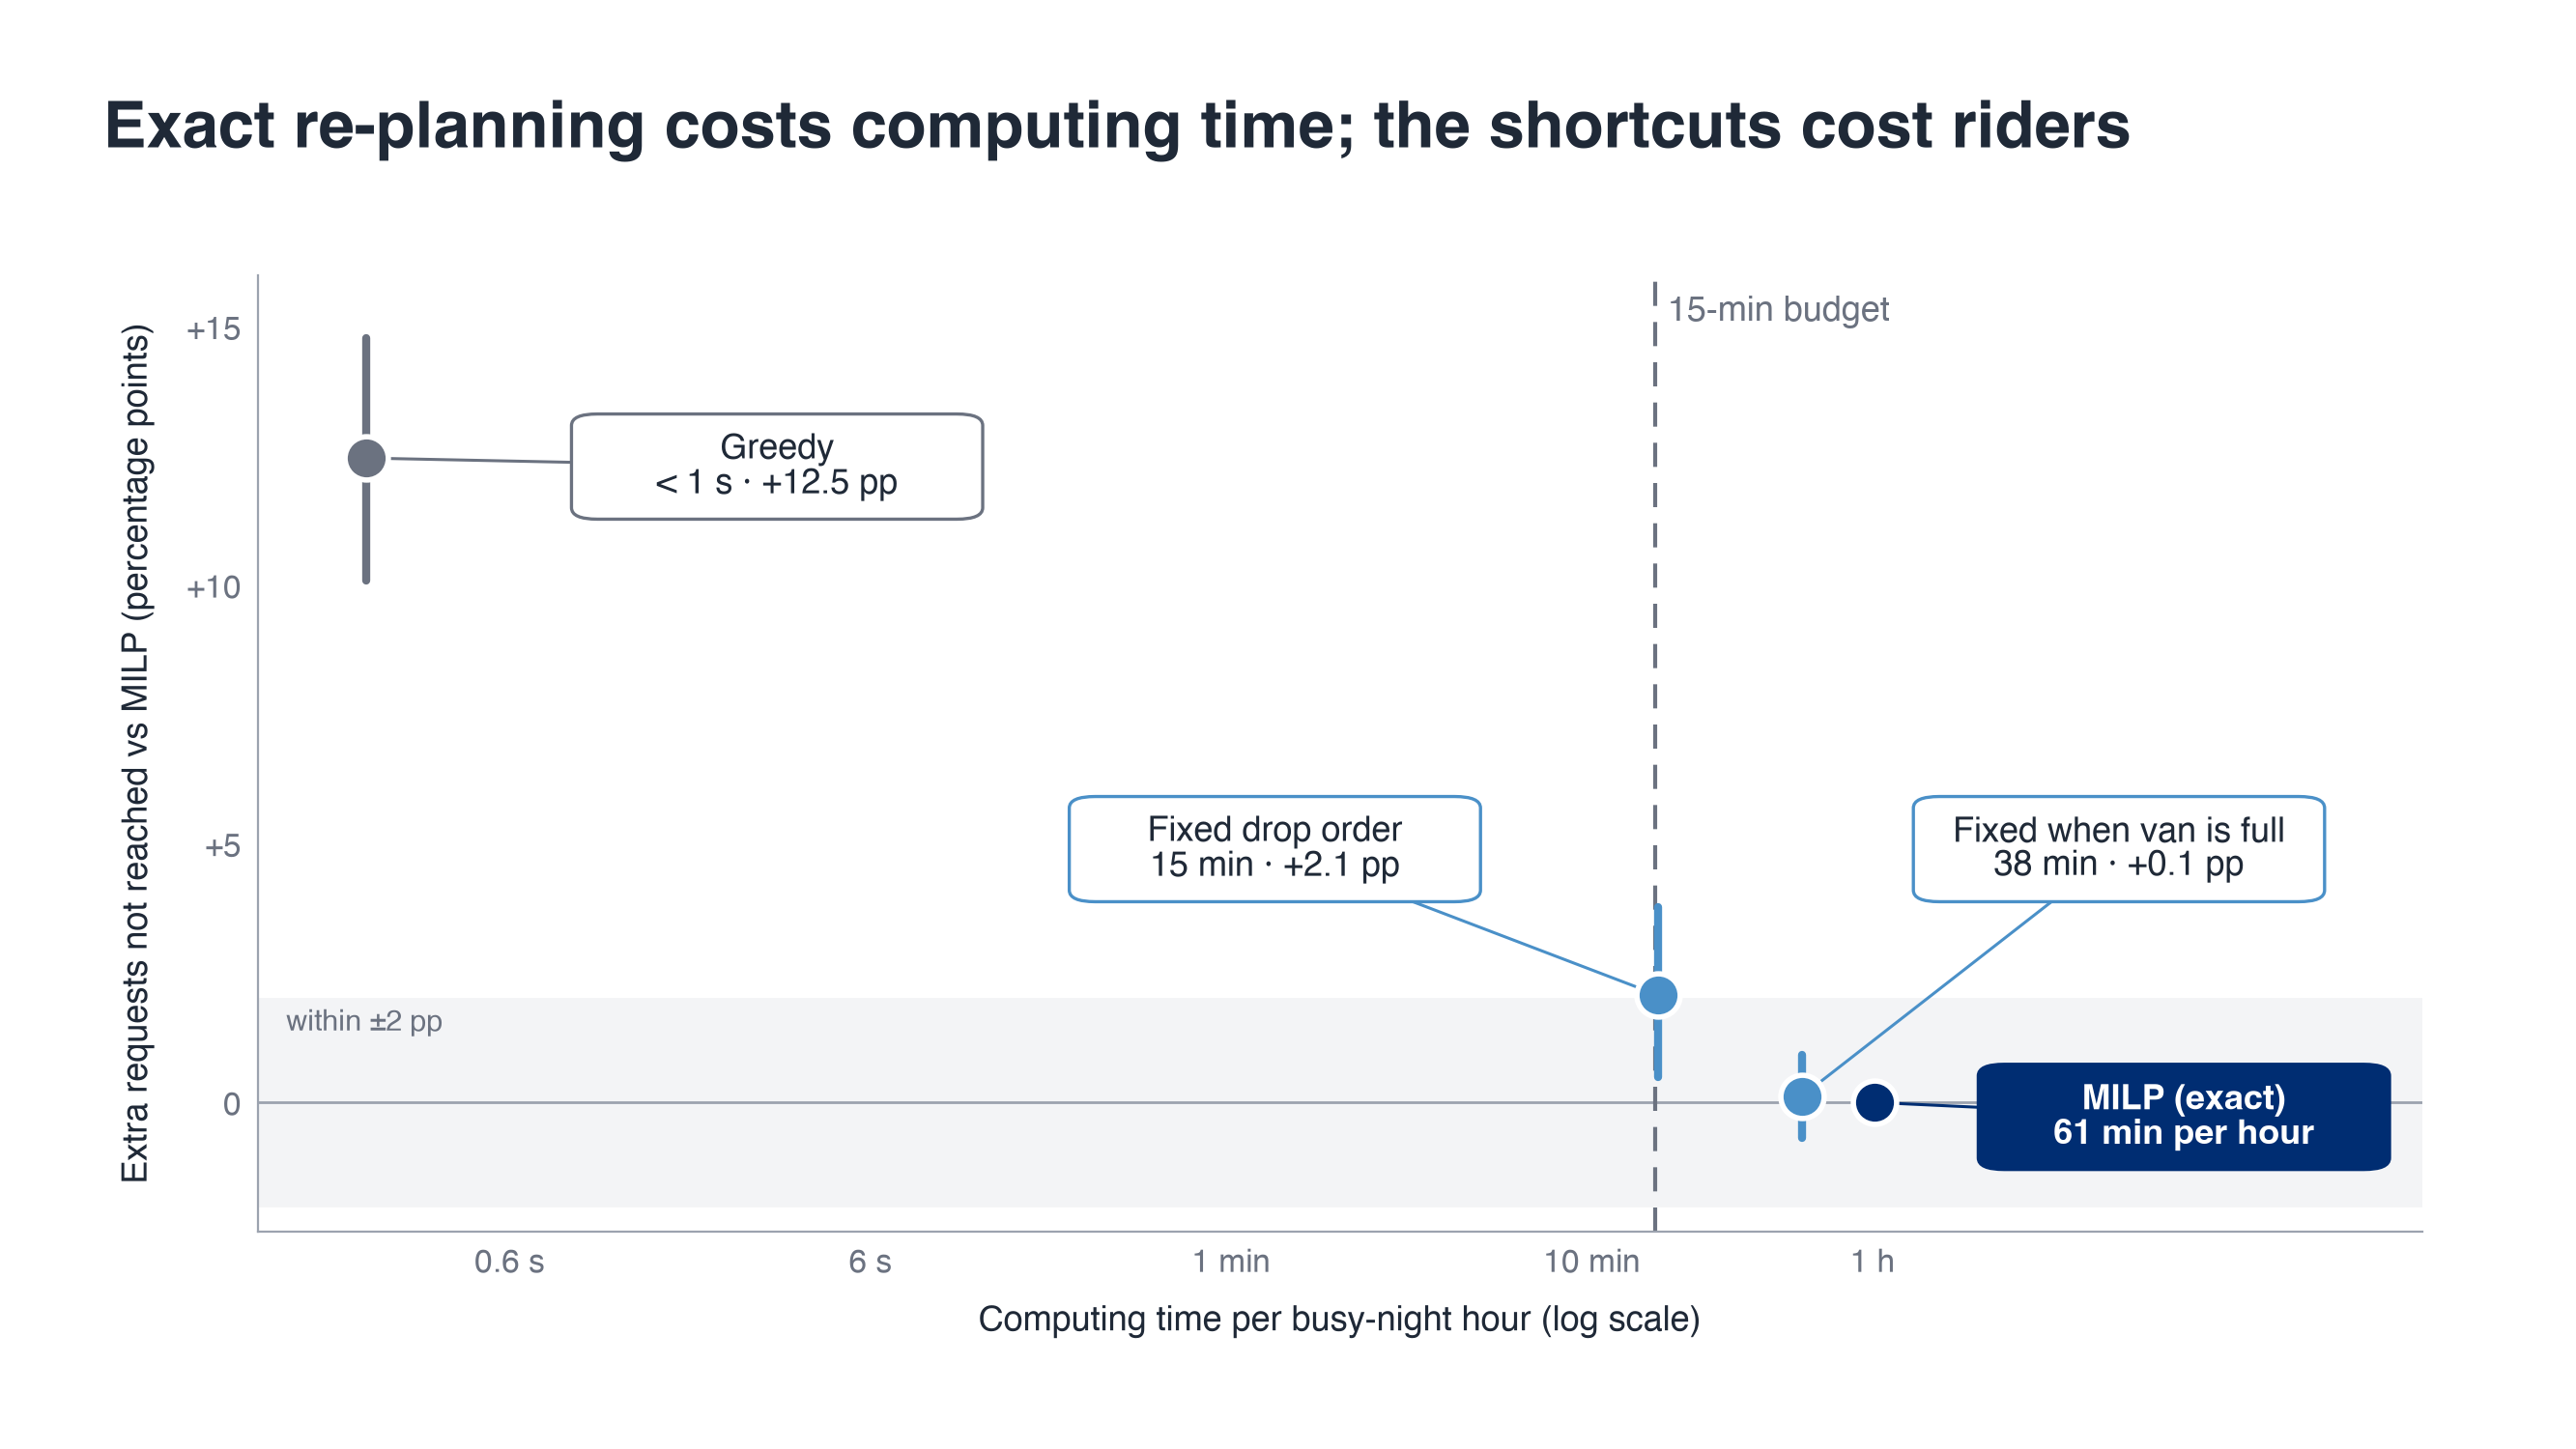 Exact re-planning costs computing time; the shortcuts cost riders
Extra requests not reached vs MILP (percentage points)
+15
+10
+5
0
15-min budget
Greedy
< 1 s · +12.5 pp
Fixed drop order
15 min · +2.1 pp
Fixed when van is full
38 min · +0.1 pp
within ±2 pp
MILP (exact)
61 min per hour
0.6 s
6 s
1 min
10 min
1 h
Computing time per busy-night hour (log scale)